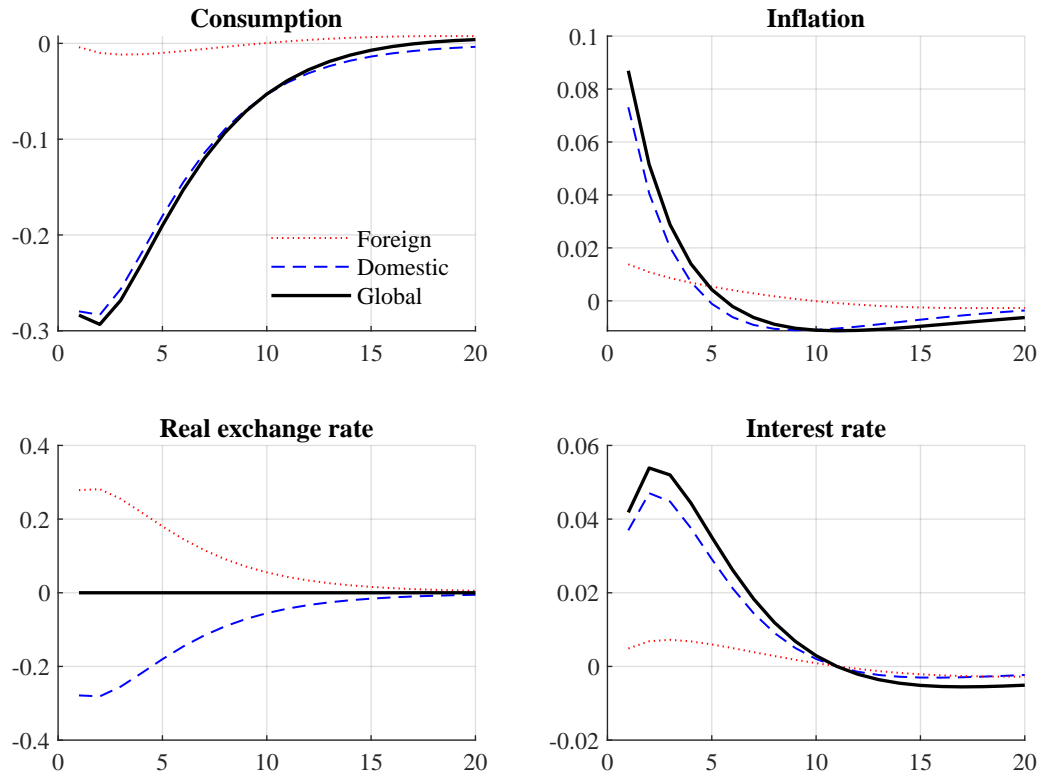 Consumption
0
-0.1
-0.2
-0.3
0 5 10 15 20
Foreign
Domestic
Global
Inflation
0.1
0.08
0.06
0.04
0.02
0
0 5 10 15 20
Real exchange rate
0.4
0.2
0
-0.2
-0.4
0 5 10 15 20
Interest rate
0.06
0.04
0.02
0
-0.02
0 5 10 15 20